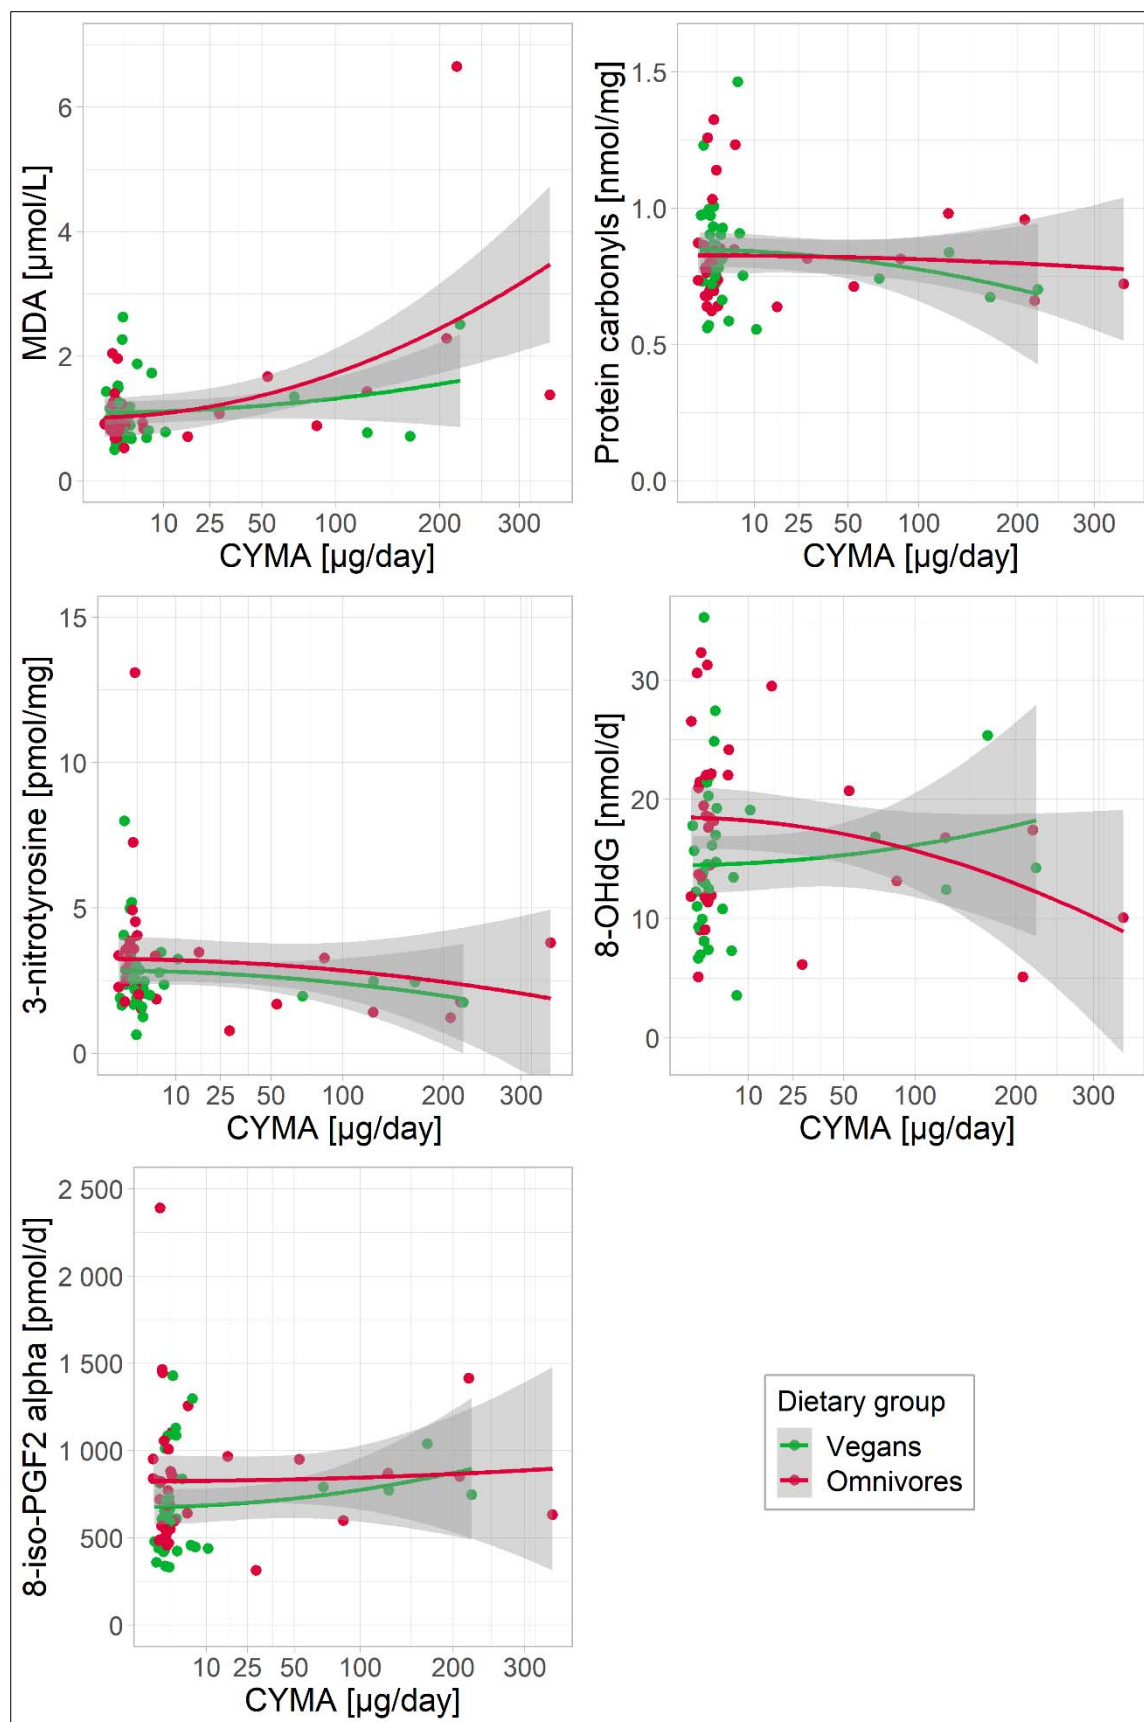 MDA [µmol/L]
6
4
2
0
10 25 50 100 200 300
CYMA [µg/day]
Protein carbonyls [nmol/mg]
1.5
1.0
0.5
0.0
10 25 50 100 200 300
CYMA [µg/day]
3-nitrotyrosine [pmol/mg]
15
10
5
0
10 25 50 100 200 300
CYMA [µg/day]
8-OHdG [nmol/d]
30
20
10
0
10 25 50 100 200 300
CYMA [µg/day]
8-iso-PGF2 alpha [pmol/d]
2 500
2 000
1 500
1 000
500
0
10 25 50 100 200 300
CYMA [µg/day]
Dietary group
Vegans
Omnivores